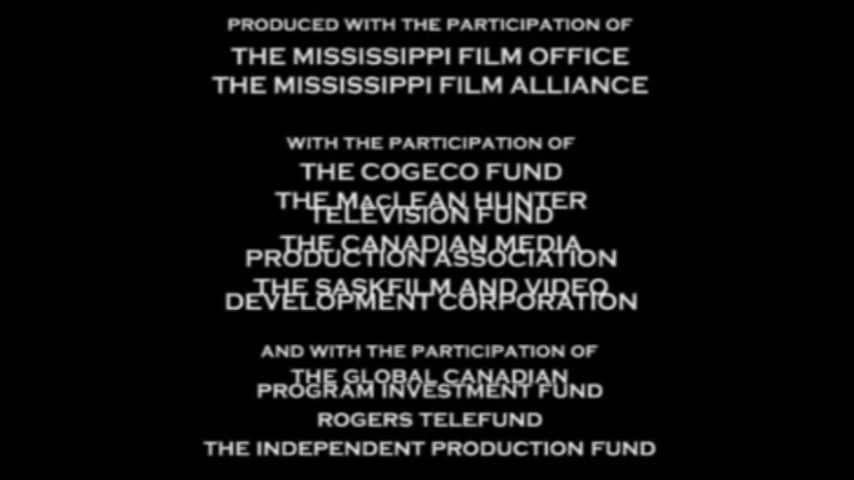 PRODUCED WITH THE PARTICIPATION OF
THE MISSISSIPPI FILM OFFICE
THE MISSISSIPPI FILM ALLIANCE
WITH THE PARTICIPATION OF
THE COGECO FUND
THE MACLEAN HUNTER
TELEVISION FUND
THE CANADIAN MEDIA
PRODUCTION ASSOCIATION
THE SASKFILM AND VIDEO
DEVELOPMENT CORPORATION
AND WITH THE PARTICIPATION OF
THE GLOBAL CANADIAN
PROGRAM INVESTMENT FUND
ROGERS TELEFUND
THE INDEPENDENT PRODUCTION FUND